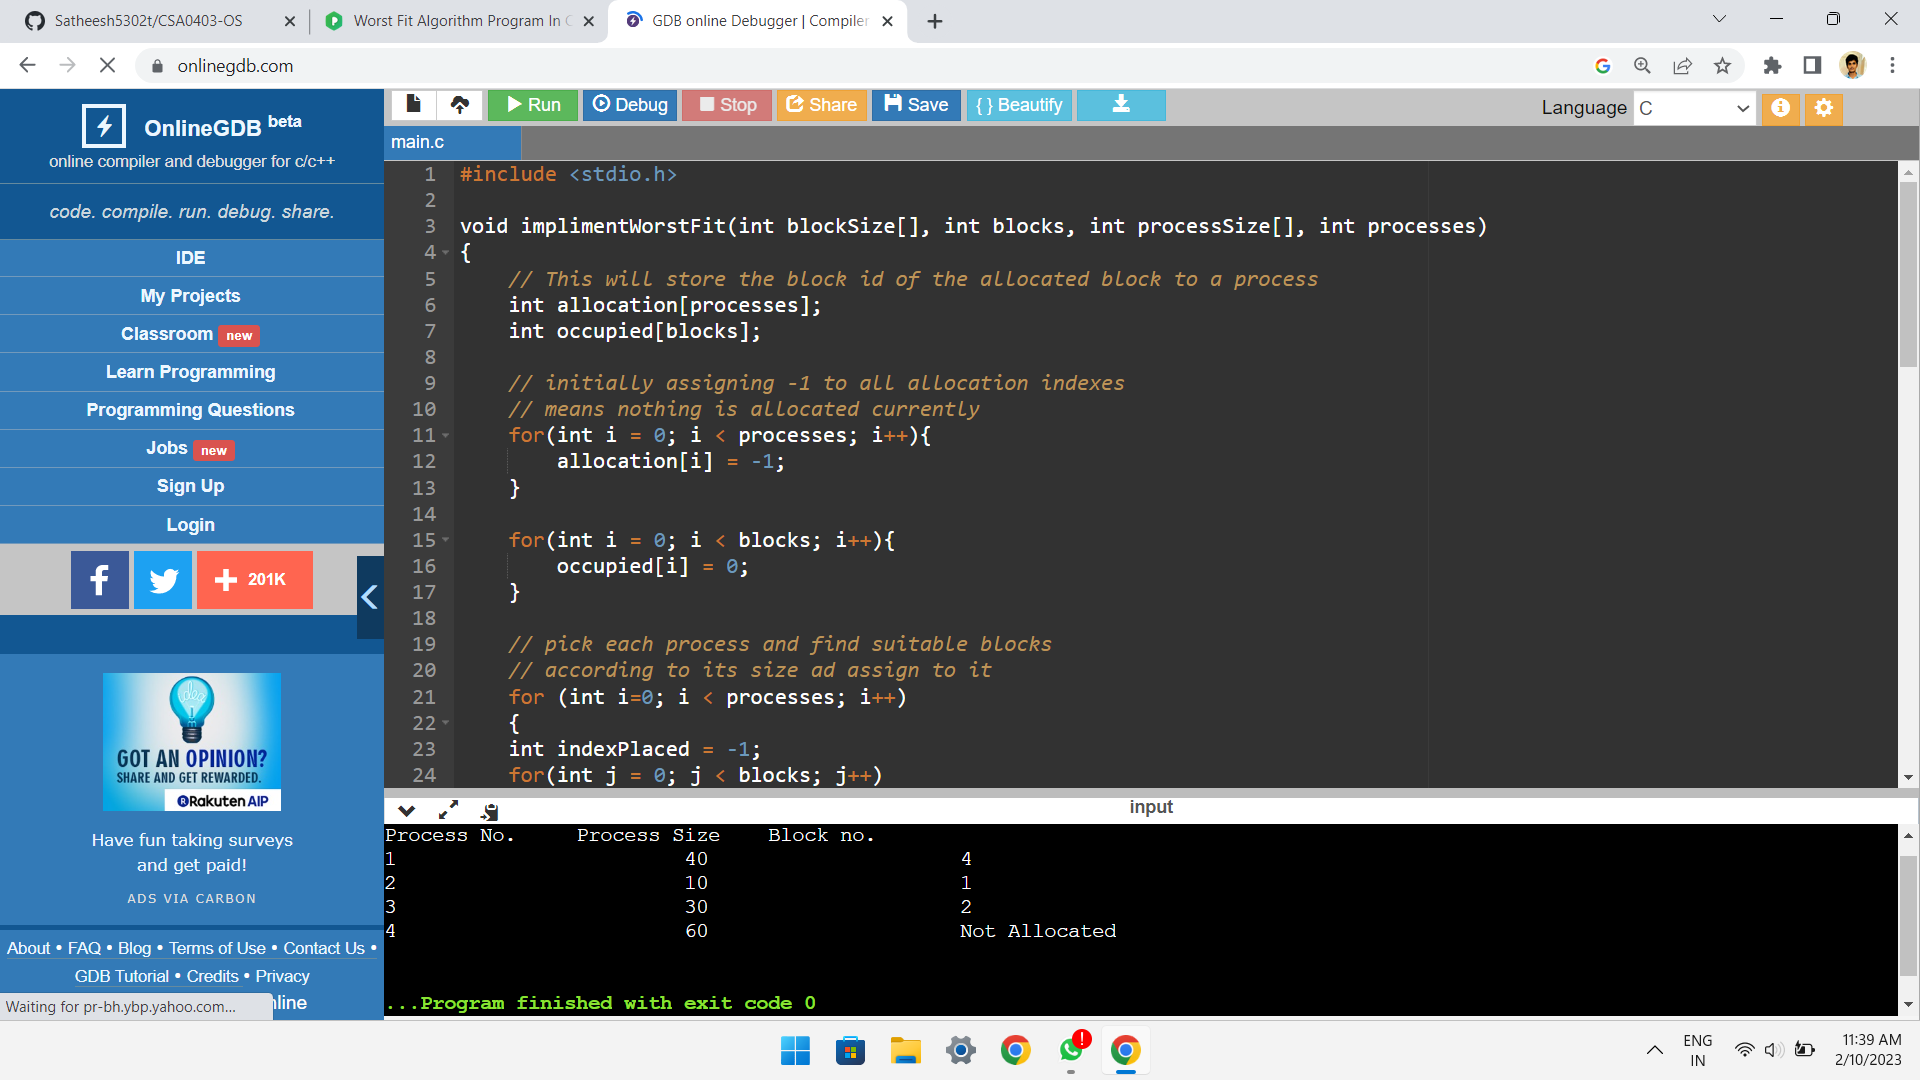 Satheesh5302t/CSA0403-OS
Worst Fit Algorithm Program In C
GDB online Debugger | Compiler
onlinegdb.com
OnlineGDB beta
online compiler and debugger for c/c++
code. compile. run. debug. share.
IDE
My Projects
Classroom new
Learn Programming
Programming Questions
Jobs new
Sign Up
Login
f
+ 201K
GOT AN OPINION?
SHARE AND GET REWARDED.
Rakuten AIP
Have fun taking surveys
and get paid!
ADS VIA CARBON
About • FAQ • Blog • Terms of Use • Contact Us •
GDB Tutorial • Credits • Privacy
Waiting for pr-bh.ybp.yahoo.com...
Run Debug Stop Share Save { } Beautify
Language C
main.c
1 #include <stdio.h>
2
3 void implimentWorstFit(int blockSize[], int blocks, int processSize[], int processes)
4 {
5 // This will store the block id of the allocated block to a process
6 int allocation[processes];
7 int occupied[blocks];
8
9 // initially assigning -1 to all allocation indexes
10 // means nothing is allocated currently
11 for(int i = 0; i < processes; i++){
12 allocation[i] = -1;
13 }
14
15 for(int i = 0; i < blocks; i++){
16 occupied[i] = 0;
17 }
18
19 // pick each process and find suitable blocks
20 // according to its size ad assign to it
21 for (int i=0; i < processes; i++)
22 {
23 int indexPlaced = -1;
24 for(int j = 0; j < blocks; j++)
input
Process No. Process Size Block no.
1 40 4
2 10 1
3 30 2
4 60 Not Allocated
...Program finished with exit code 0
ENG
IN
11:39 AM
2/10/2023